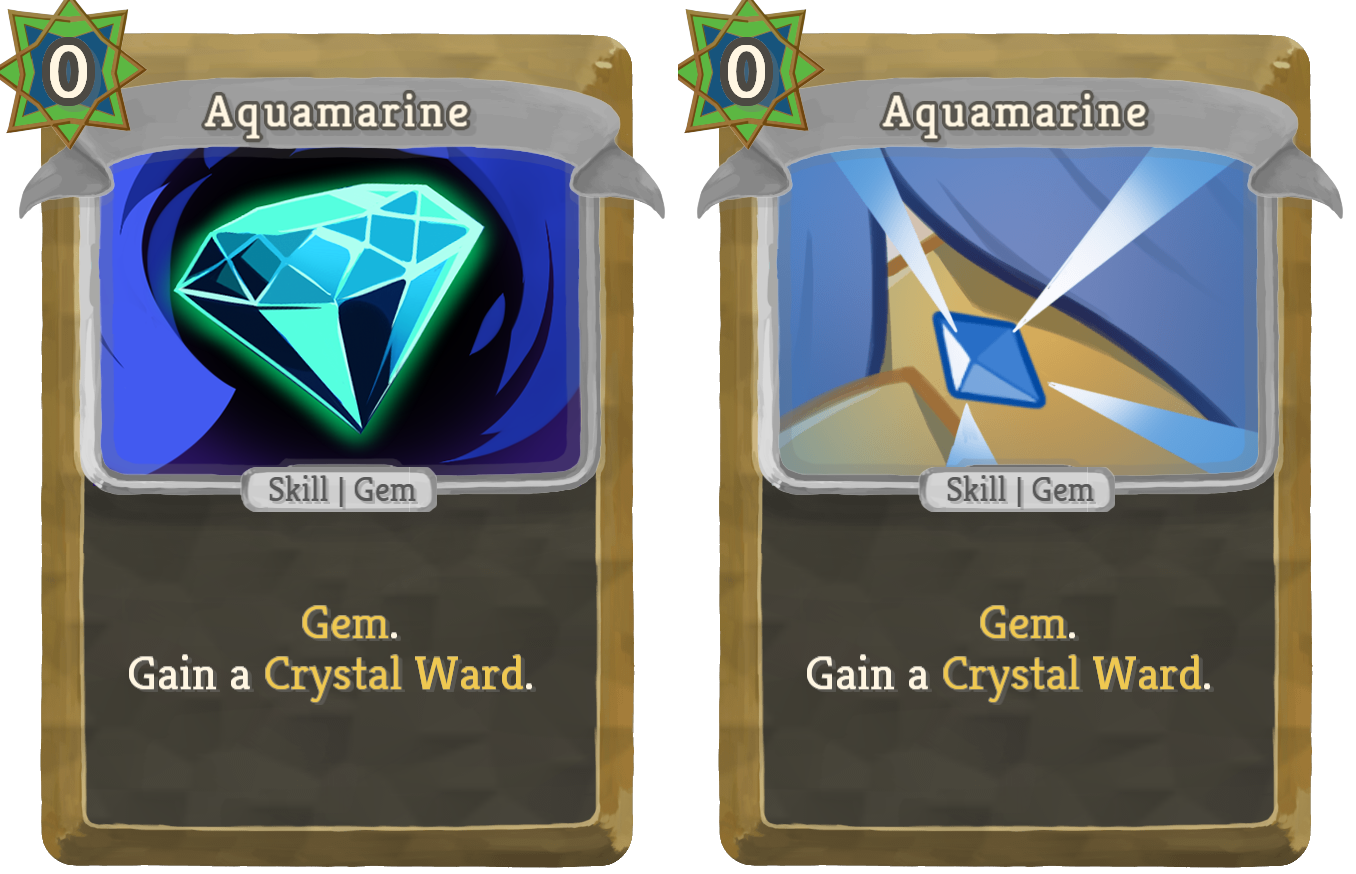 0
Aquamarine
Skill | Gem
Gem.
Gain a Crystal Ward.
0
Aquamarine
Skill | Gem
Gem.
Gain a Crystal Ward.